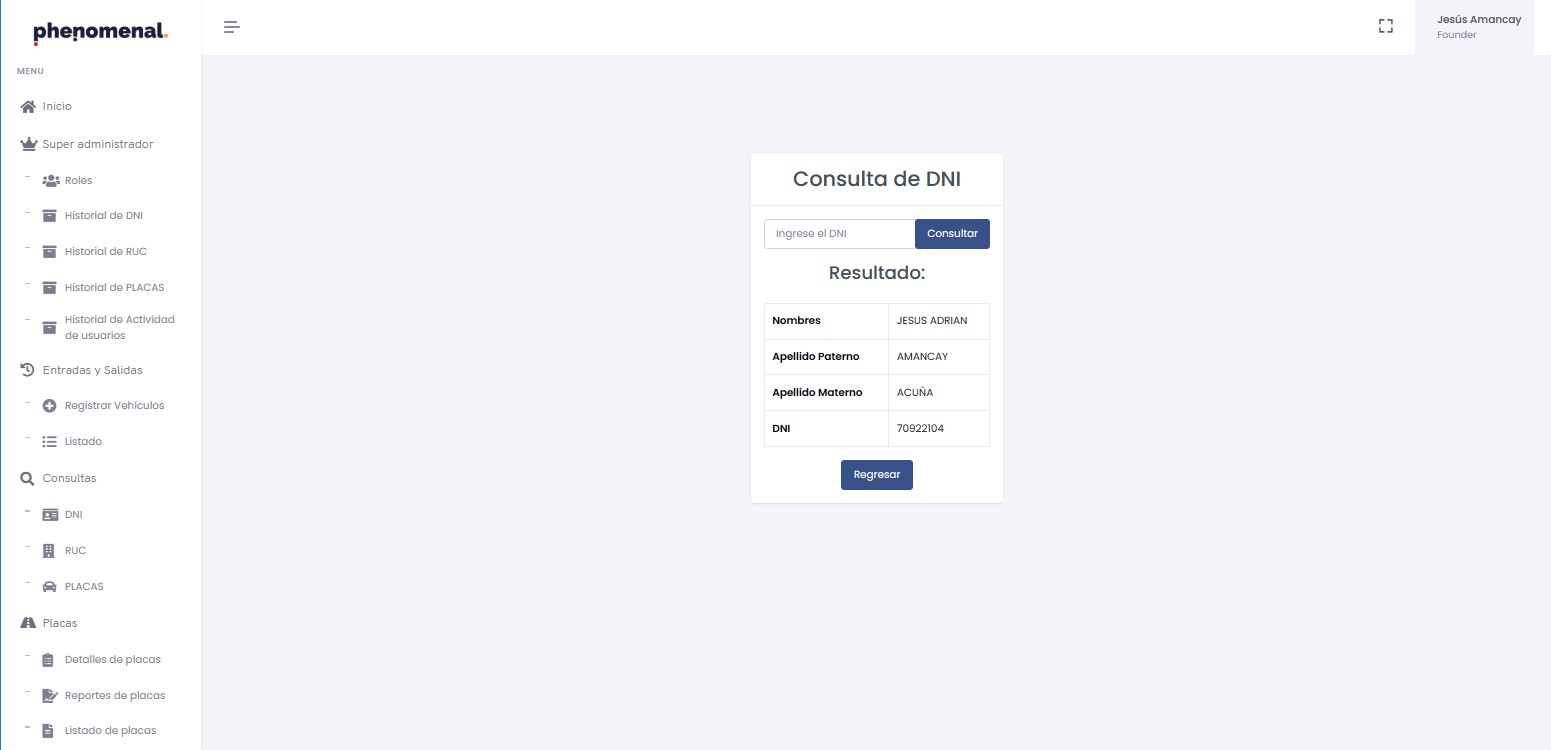 phenomenal.
MENU
Inicio
Super administrador
Roles
Historial de DNI
Historial de RUC
Historial de PLACAS
Historial de Actividad
de usuarios
Entradas y Salidas
Registrar Vehículos
Listado
Consultas
DNI
RUC
PLACAS
Placas
Detalles de placas
Reportes de placas
Listado de placas
Jesús Amancay
Founder
Consulta de DNI
Ingrese el DNI Consultar
Resultado:
Nombres JESUS ADRIAN
Apellido Paterno AMANCAY
Apellido Materno ACUÑA
DNI 70922104
Regresar